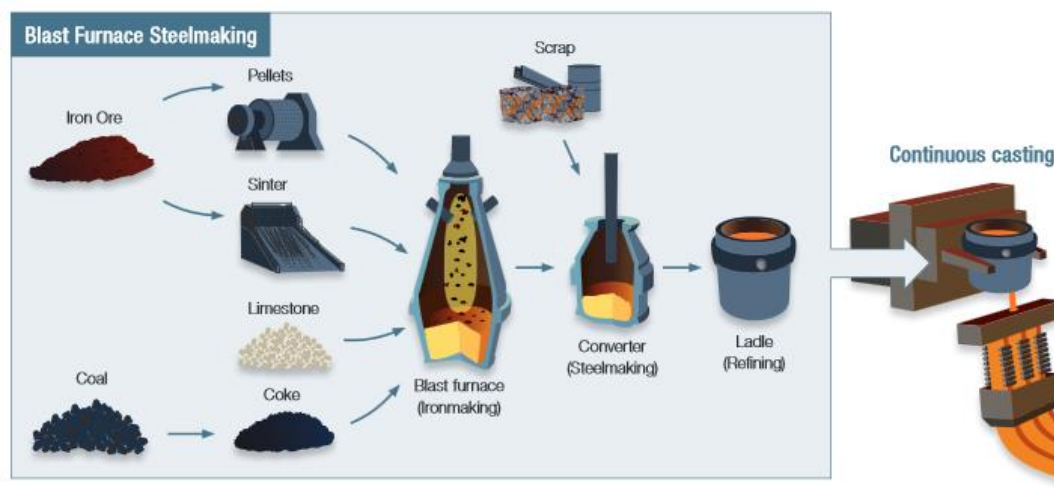 Blast Furnace Steelmaking
Pellets
Scrap
Iron Ore
Sinter
Continuous casting
Limestone
Converter
(Steelmaking)
Ladle
(Refining)
Coal
Coke
Blast furnace
(Ironmaking)